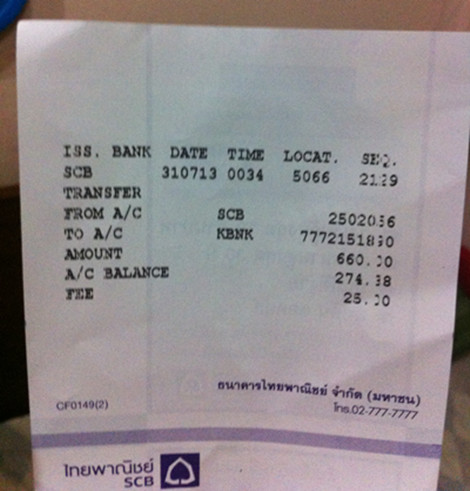 ISS. BANK DATE TIME LOCAT. SEQ.
SCB 310713 0034 5066 2129
TRANSFER
FROM A/C SCB 2502056
TO A/C KBNK
AMOUNT 660.00
A/C BALANCE 274.38
FEE 25.00
ธนาคารไทยพาณิชย์ จำกัด (มหาชน)
CF0149(2) โทร.02-777-7777
ไทยพาณิชย์
SCB